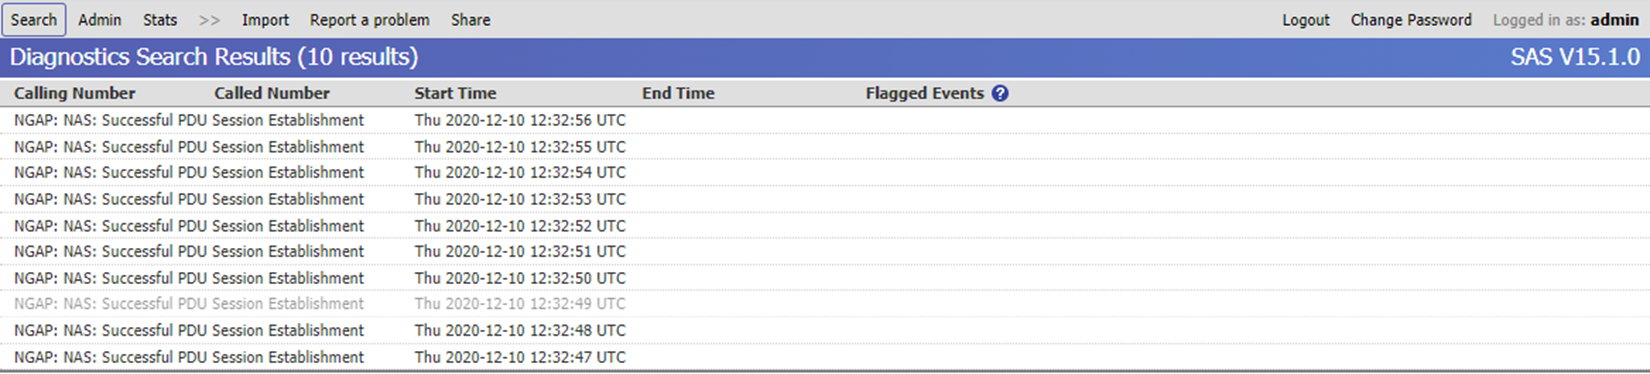 Search Admin Stats >> Import Report a problem Share Logout Change Password Logged in as: admin
Diagnostics Search Results (10 results) SAS V15.1.0
Calling Number Called Number Start Time End Time Flagged Events ?
NGAP: NAS: Successful PDU Session Establishment Thu 2020-12-10 12:32:56 UTC
NGAP: NAS: Successful PDU Session Establishment Thu 2020-12-10 12:32:55 UTC
NGAP: NAS: Successful PDU Session Establishment Thu 2020-12-10 12:32:54 UTC
NGAP: NAS: Successful PDU Session Establishment Thu 2020-12-10 12:32:53 UTC
NGAP: NAS: Successful PDU Session Establishment Thu 2020-12-10 12:32:52 UTC
NGAP: NAS: Successful PDU Session Establishment Thu 2020-12-10 12:32:51 UTC
NGAP: NAS: Successful PDU Session Establishment Thu 2020-12-10 12:32:50 UTC
NGAP: NAS: Successful PDU Session Establishment Thu 2020-12-10 12:32:49 UTC
NGAP: NAS: Successful PDU Session Establishment Thu 2020-12-10 12:32:48 UTC
NGAP: NAS: Successful PDU Session Establishment Thu 2020-12-10 12:32:47 UTC